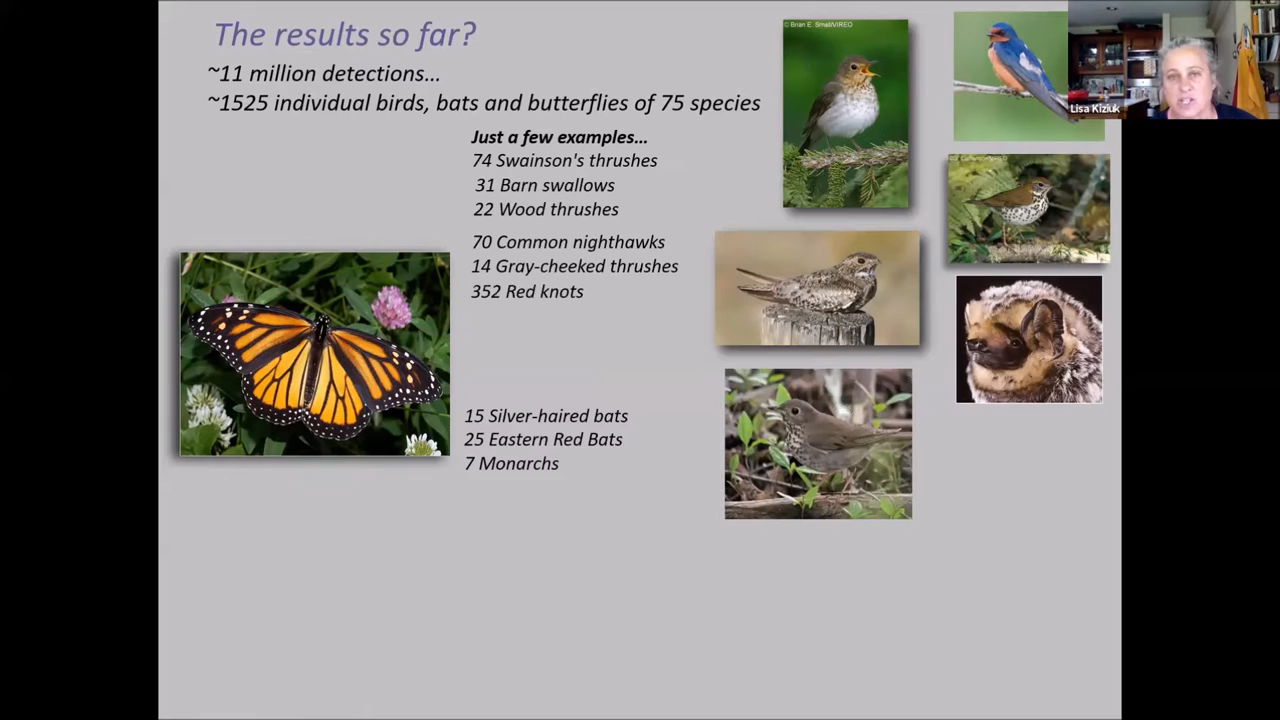 The results so far?
~11 million detections...
~1525 individual birds, bats and butterflies of 75 species
Just a few examples...
74 Swainson's thrushes
31 Barn swallows
22 Wood thrushes
70 Common nighthawks
14 Gray-cheeked thrushes
352 Red knots
15 Silver-haired bats
25 Eastern Red Bats
7 Monarchs
© Brian E. Small/VIREO
Lisa Kiziuk